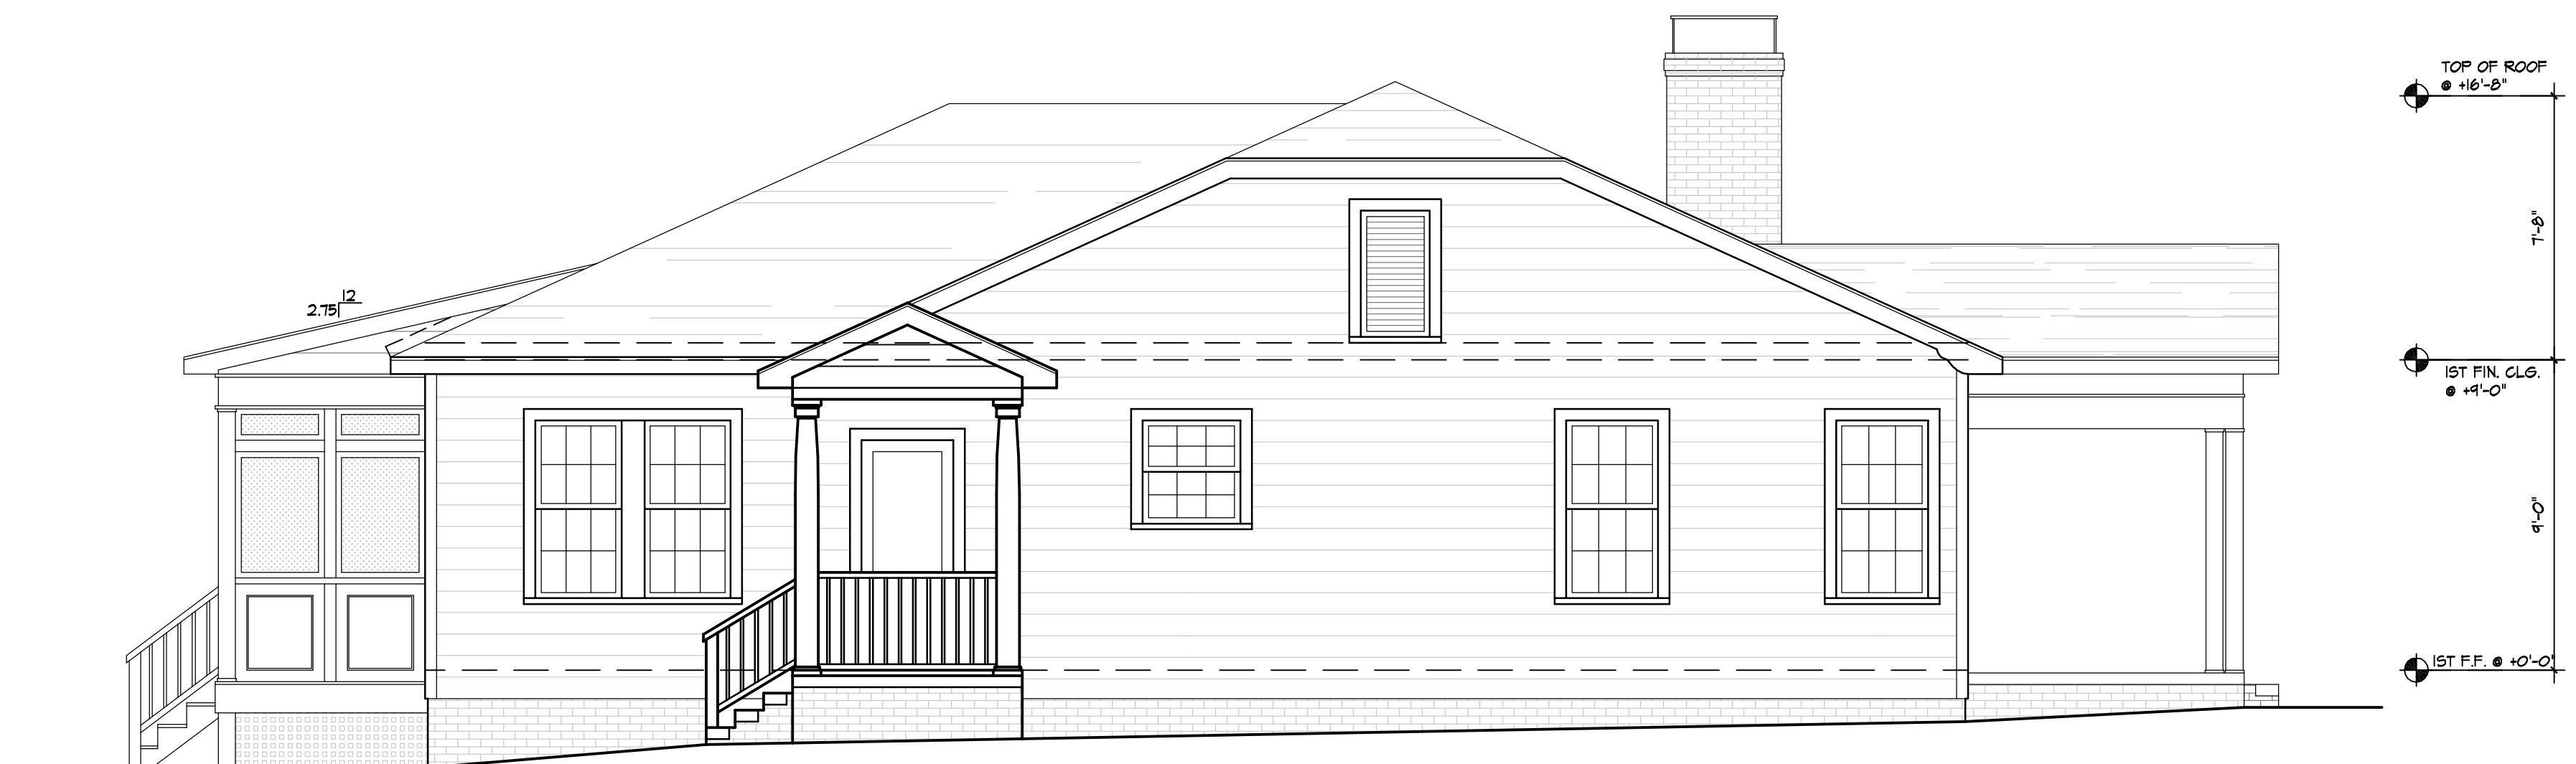 TOP OF ROOF
@ +16'-8"
7'-8"
12
2.75
1ST FIN. CLG.
@ +9'-0"
9'-0"
1ST F.F. @ +0'-0"